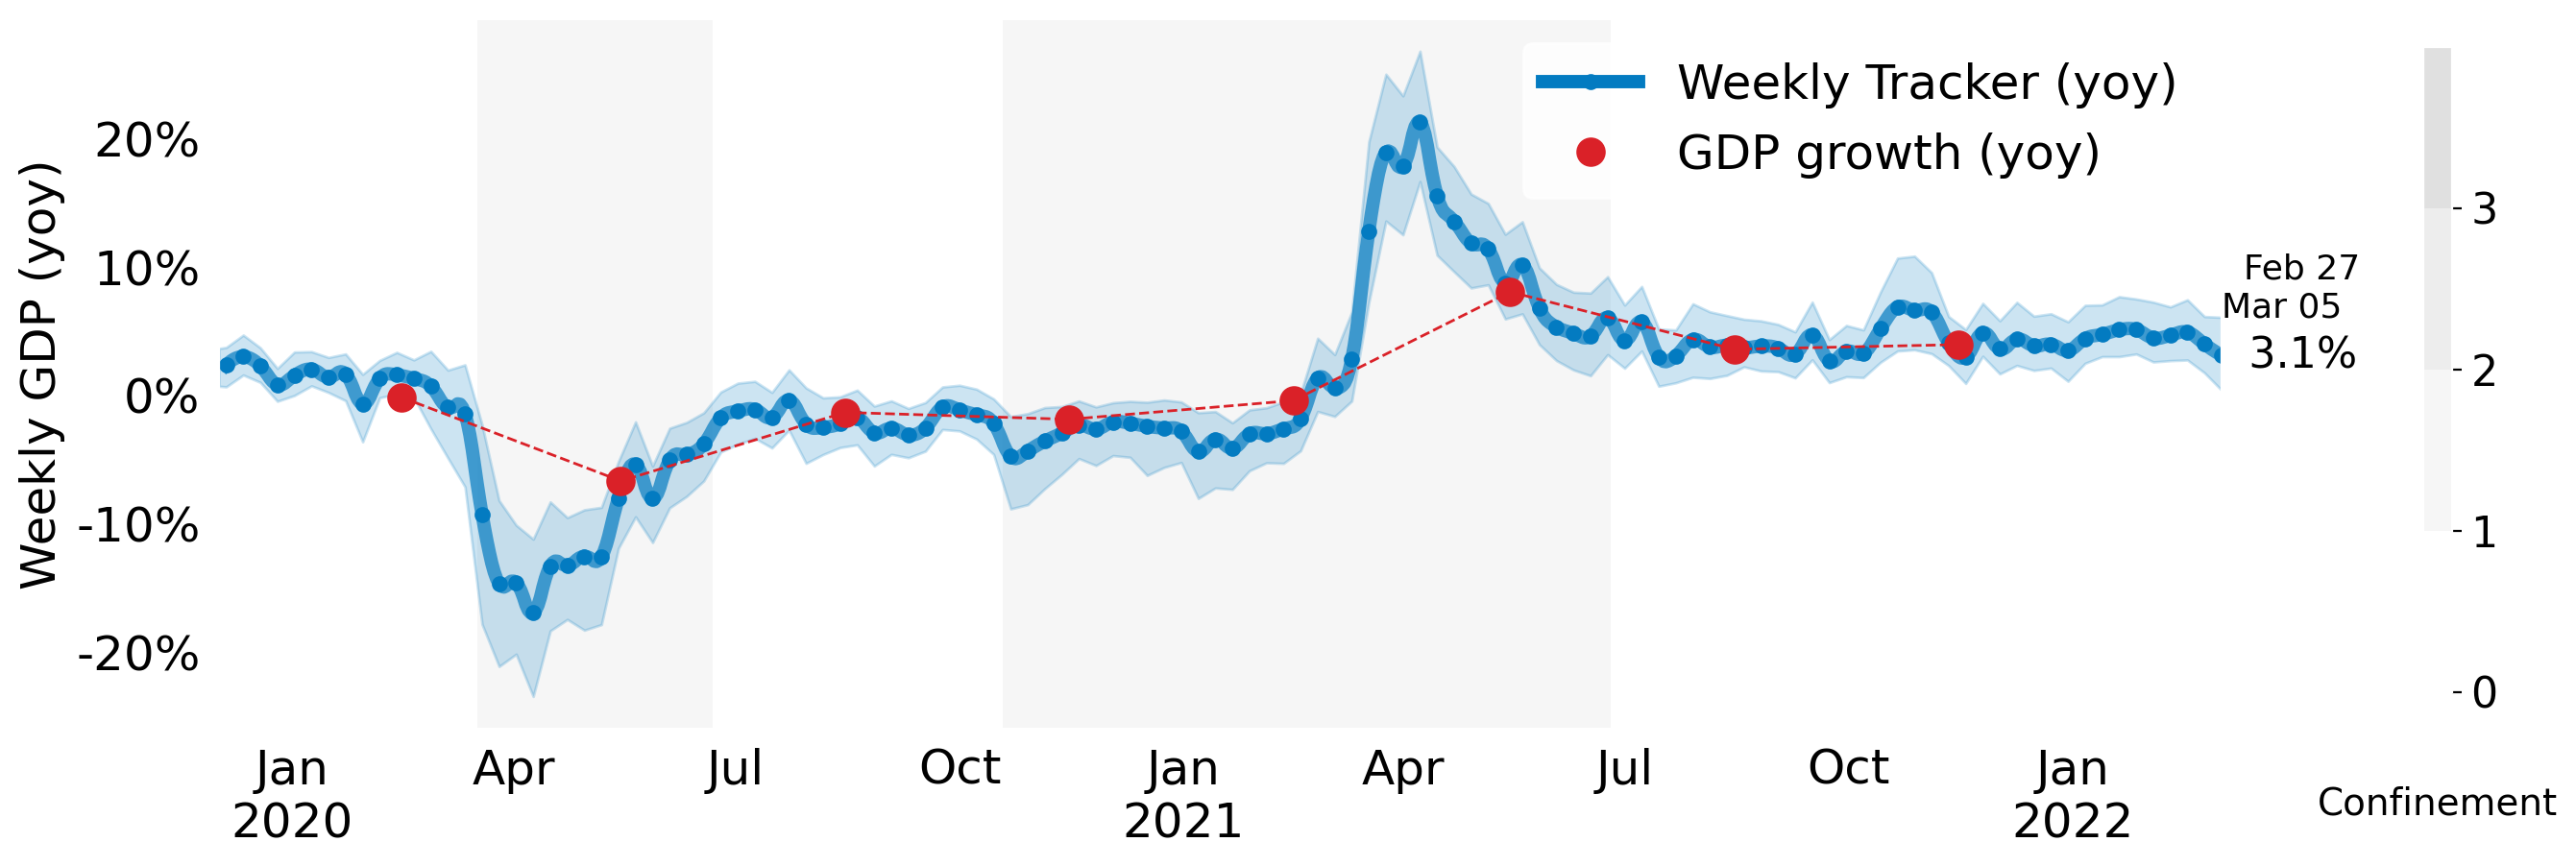 Weekly GDP (yoy)
20%
10%
0%
-10%
-20%
Weekly Tracker (yoy)
GDP growth (yoy)
Feb 27
Mar 05
3.1%
3
2
1
0
Jan Apr Jul Oct Jan Apr Jul Oct Jan
2020 2021 2022
Confinement